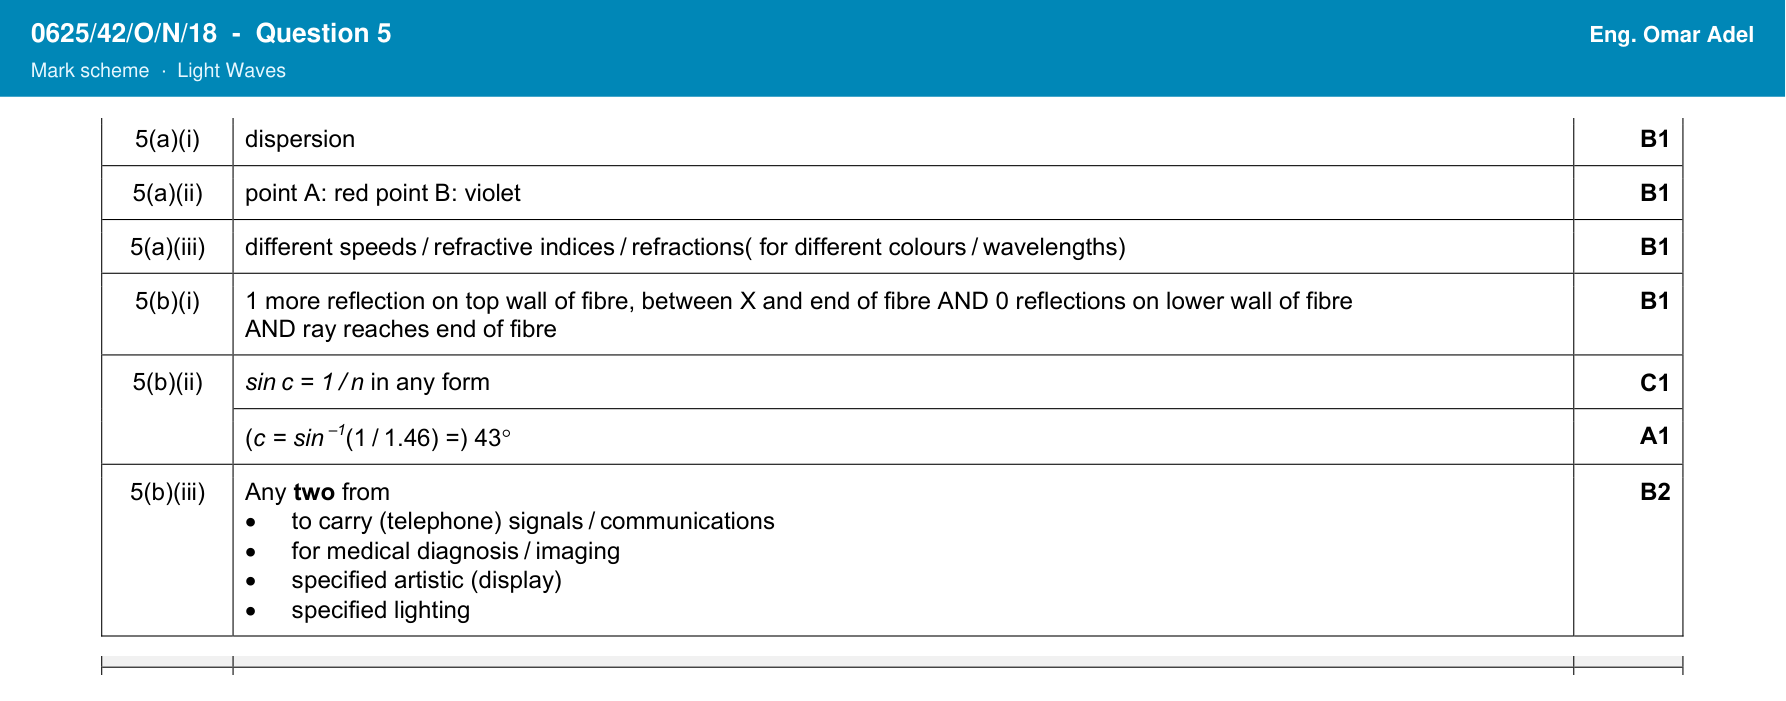 0625/42/O/N/18 - Question 5
Eng. Omar Adel
Mark scheme · Light Waves
5(a)(i) dispersion B1
5(a)(ii) point A: red point B: violet B1
5(a)(iii) different speeds / refractive indices / refractions( for different colours / wavelengths) B1
5(b)(i) 1 more reflection on top wall of fibre, between X and end of fibre AND 0 reflections on lower wall of fibre B1
AND ray reaches end of fibre
5(b)(ii) sin c = 1 / n in any form C1
(c = sin⁻¹(1 / 1.46) =) 43° A1
5(b)(iii) Any two from B2
• to carry (telephone) signals / communications
• for medical diagnosis / imaging
• specified artistic (display)
• specified lighting